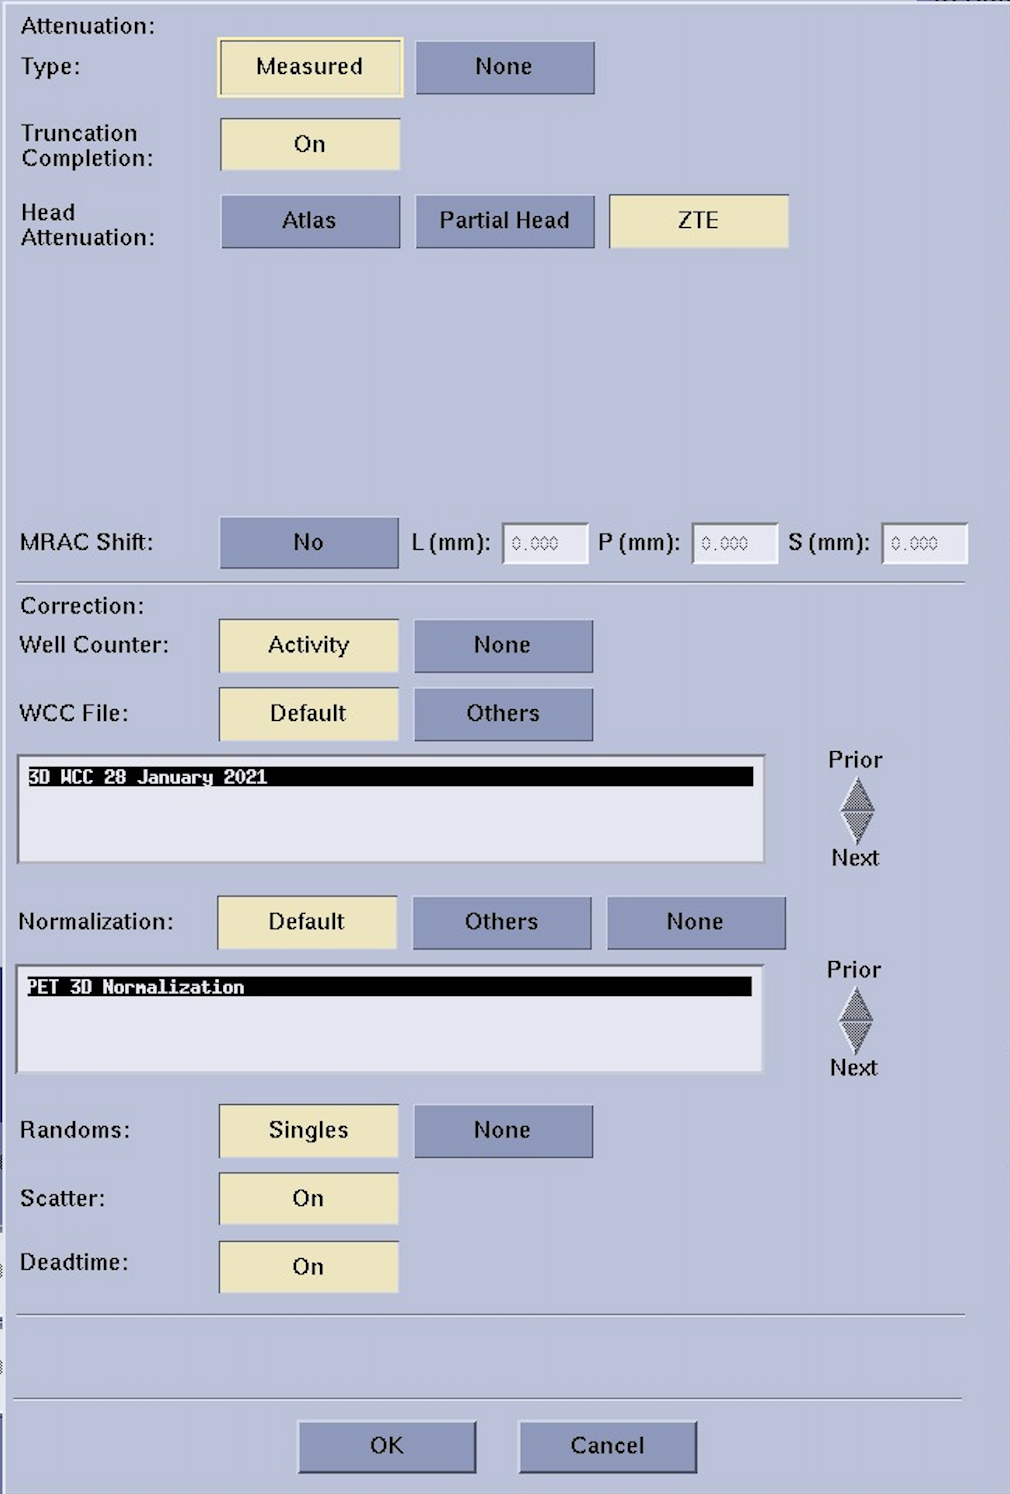 Attenuation:
Type: Measured None
Truncation Completion: On
Head Attenuation: Atlas Partial Head ZTE
MRAC Shift: No L (mm): 0.000 P (mm): 0.000 S (mm): 0.000
Correction:
Well Counter: Activity None
WCC File: Default Others
3D WCC 28 January 2021
Prior
Next
Normalization: Default Others None
PET 3D Normalization
Prior
Next
Randoms: Singles None
Scatter: On
Deadtime: On
OK Cancel